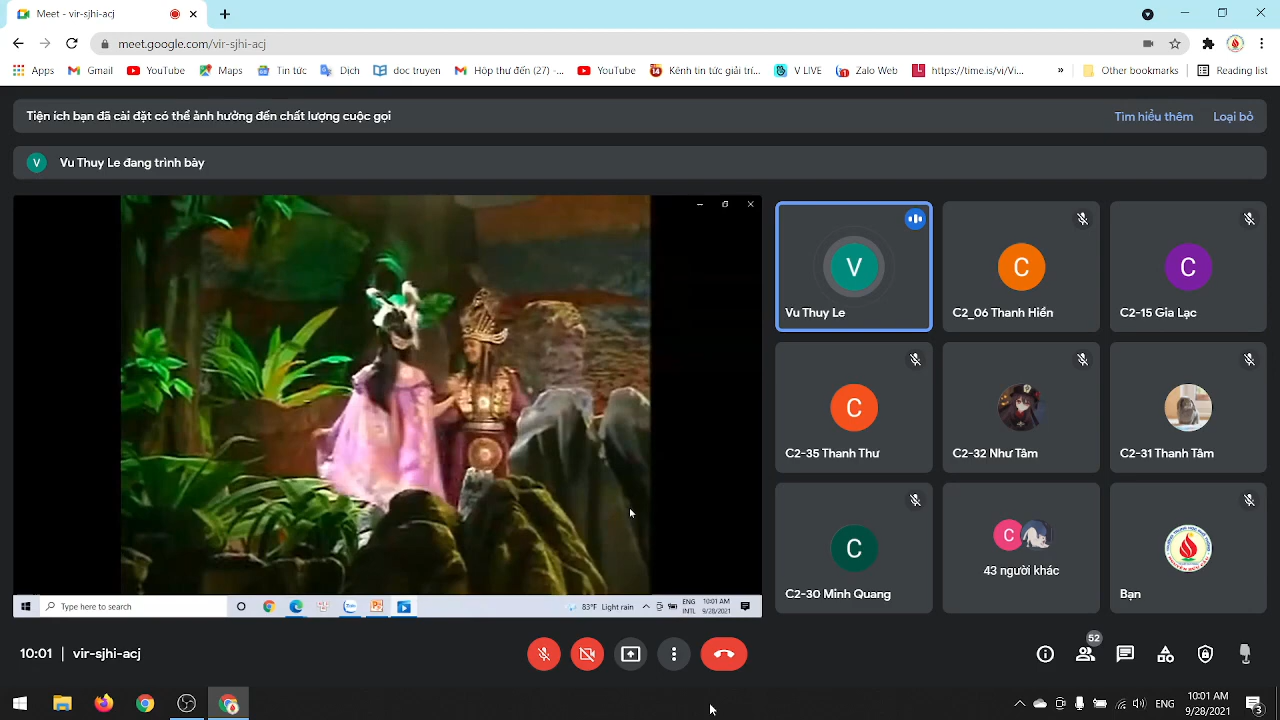 Meet - vir-sjhi-acj
meet.google.com/vir-sjhi-acj
Apps Gmail YouTube Maps Tin tức Dịch doc truyen Hộp thư đến (27) -... YouTube Kênh tin tức giải trí... V LIVE Zalo Web https://time.is/vi/Vi... » Other bookmarks Reading list
Tiện ích bạn đã cài đặt có thể ảnh hưởng đến chất lượng cuộc gọi
Tìm hiểu thêm Loại bỏ
V Vu Thuy Le đang trình bày
V
Vu Thuy Le
C
C2_06 Thanh Hiền
C
C2-15 Gia Lạc
C
C2-35 Thanh Thư
C2-32 Như Tâm
C2-31 Thanh Tâm
C
C2-30 Minh Quang
C
43 người khác
Bạn
Type here to search
83°F Light rain
ENG
INTL
10:01 AM
9/28/2021
10:01 | vir-sjhi-acj
52
ENG
10:01 AM
9/28/2021
3